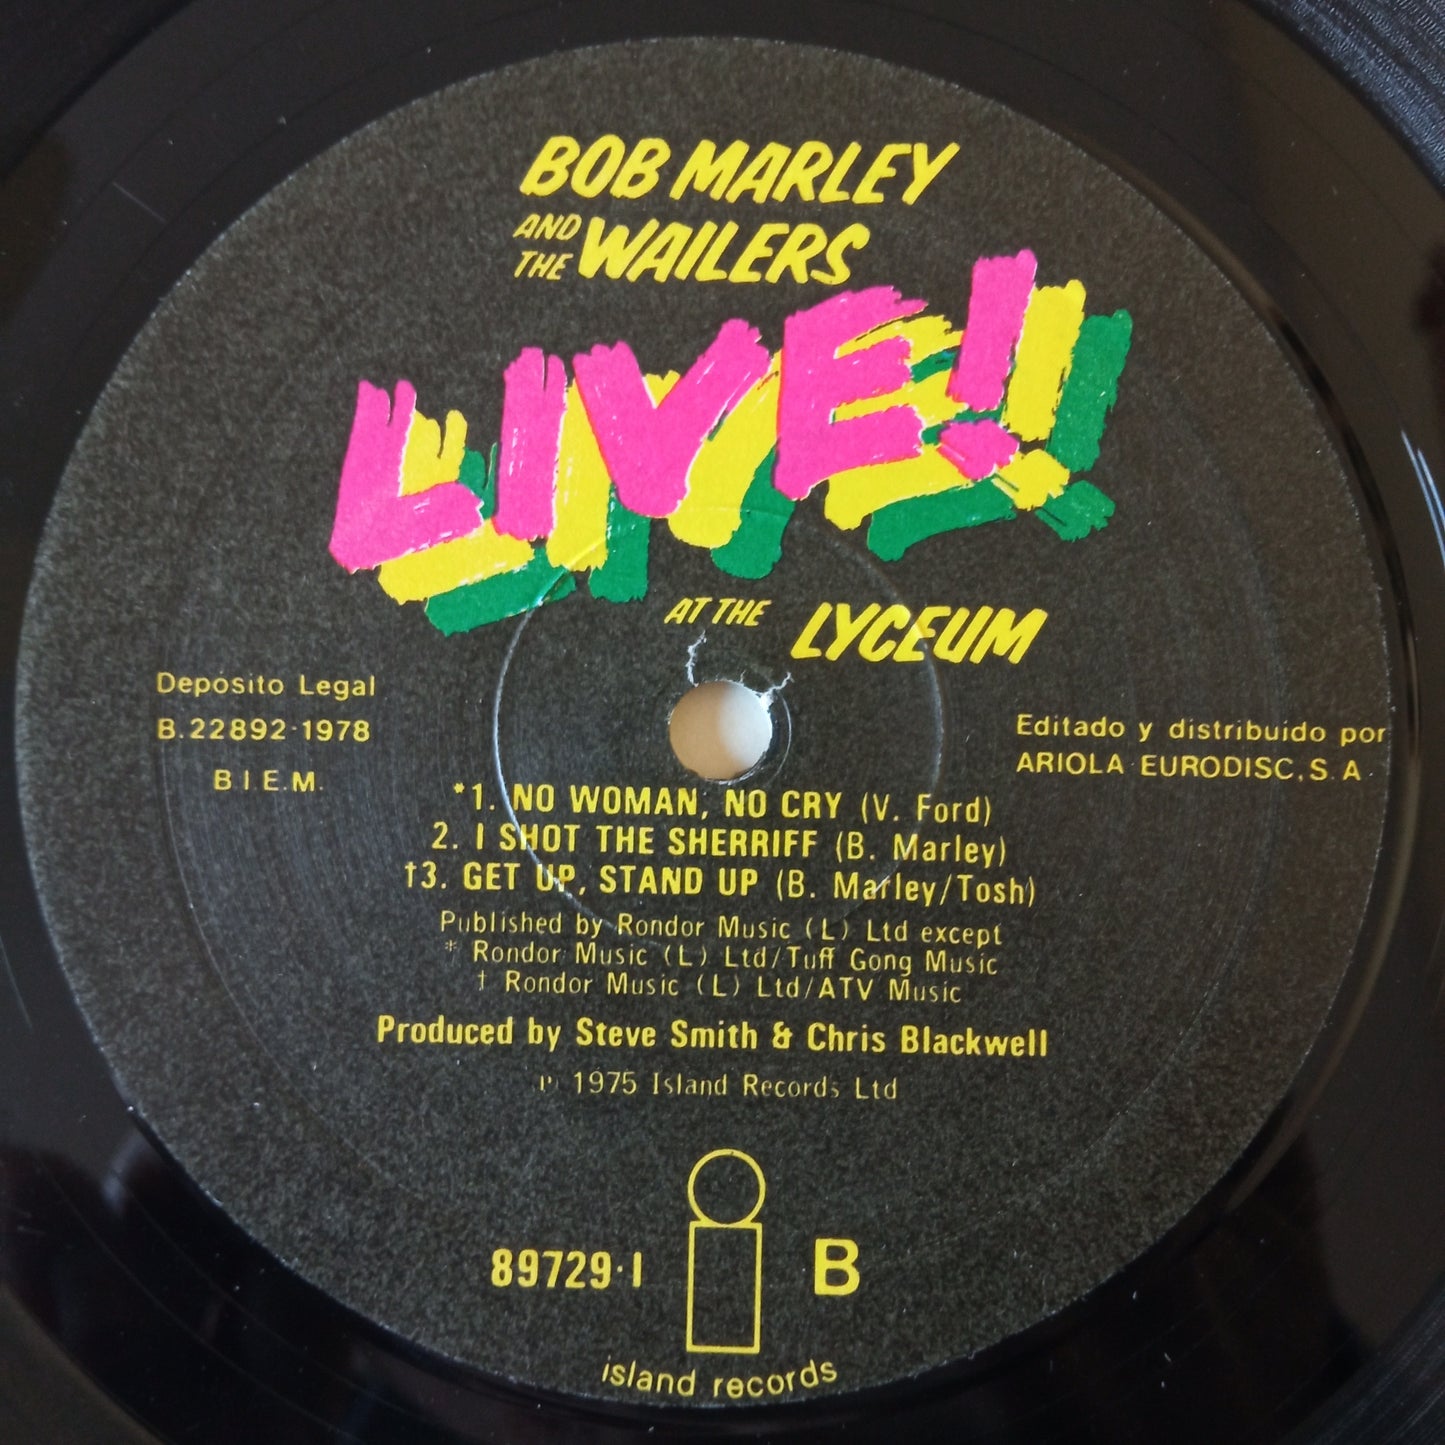 BOB MARLEY
AND THE WAILERS
LIVE!
AT THE LYCEUM
Deposito Legal
B.22892-1978
B.I.E.M.
Editado y distribuido por
ARIOLA EURODISC, S.A.
*1. NO WOMAN, NO CRY (V. Ford)
2. I SHOT THE SHERRIFF (B. Marley)
†3. GET UP, STAND UP (B. Marley/Tosh)
Published by Rondor Music (L) Ltd except
* Rondor Music (L) Ltd/Tuff Gong Music
† Rondor Music (L) Ltd/ATV Music
Produced by Steve Smith & Chris Blackwell
℗ 1975 Island Records Ltd
89729·I
B
island records